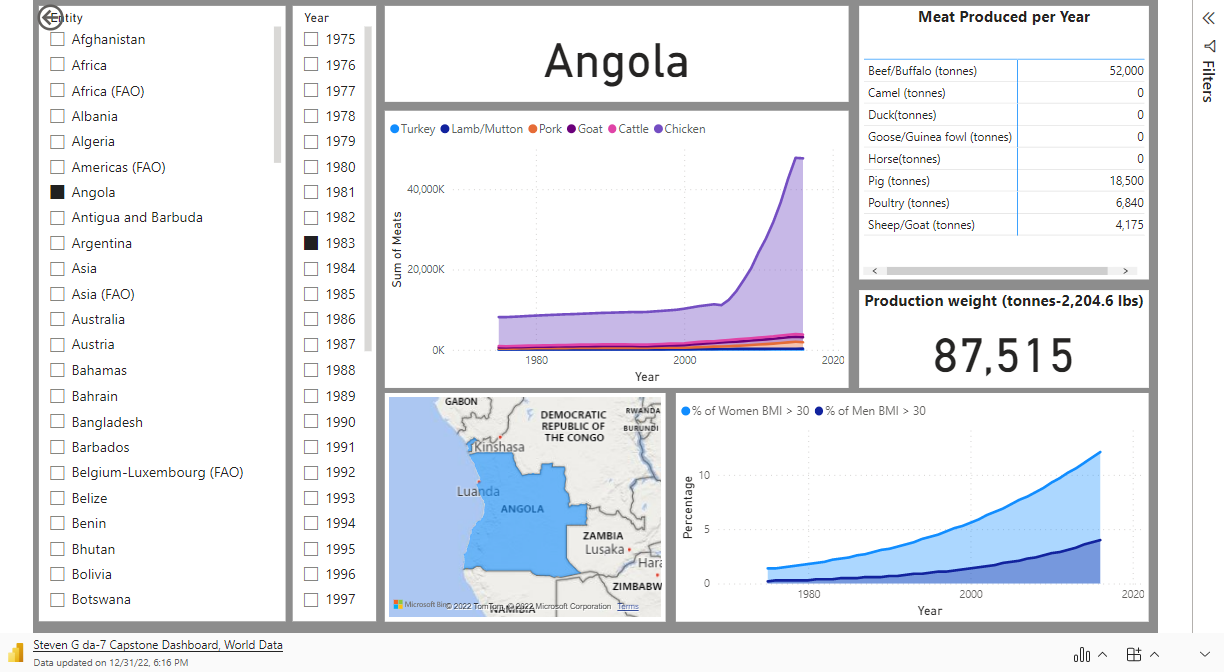 Entity
Afghanistan
Africa
Africa (FAO)
Albania
Algeria
Americas (FAO)
Angola
Antigua and Barbuda
Argentina
Asia
Asia (FAO)
Australia
Austria
Bahamas
Bahrain
Bangladesh
Barbados
Belgium-Luxembourg (FAO)
Belize
Benin
Bhutan
Bolivia
Botswana
Year
1975
1976
1977
1978
1979
1980
1981
1982
1983
1984
1985
1986
1987
1988
1989
1990
1991
1992
1993
1994
1995
1996
1997
Angola
Turkey Lamb/Mutton Pork Goat Cattle Chicken
Sum of Meats
40,000K
20,000K
0K
1980 2000 2020
Year
Meat Produced per Year
Beef/Buffalo (tonnes) 52,000
Camel (tonnes) 0
Duck(tonnes) 0
Goose/Guinea fowl (tonnes) 0
Horse(tonnes) 0
Pig (tonnes) 18,500
Poultry (tonnes) 6,840
Sheep/Goat (tonnes) 4,175
Production weight (tonnes-2,204.6 lbs)
87,515
GABON
DEMOCRATIC
REPUBLIC OF
THE CONGO
RWANDA
BURUNDI
Kinshasa
Luanda
ANGOLA
ZAMBIA
Lusaka
Hara
ZIMBABW
NAMIBIA
Microsoft Bing © 2022 TomTom, © 2022 Microsoft Corporation Terms
% of Women BMI > 30 % of Men BMI > 30
Percentage
10
5
0
1980 2000 2020
Year
Filters
Steven G da-7 Capstone Dashboard, World Data
Data updated on 12/31/22, 6:16 PM